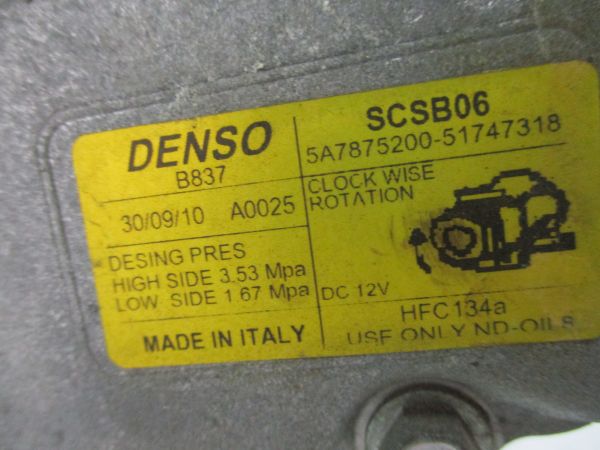 DENSO
B837
SCSB06
5A7875200-51747318
30/09/10 A0025
CLOCK WISE
ROTATION
DESING PRES
HIGH SIDE 3.53 Mpa
LOW SIDE 1.67 Mpa
DC 12V
MADE IN ITALY
HFC134a
USE ONLY ND-OIL8